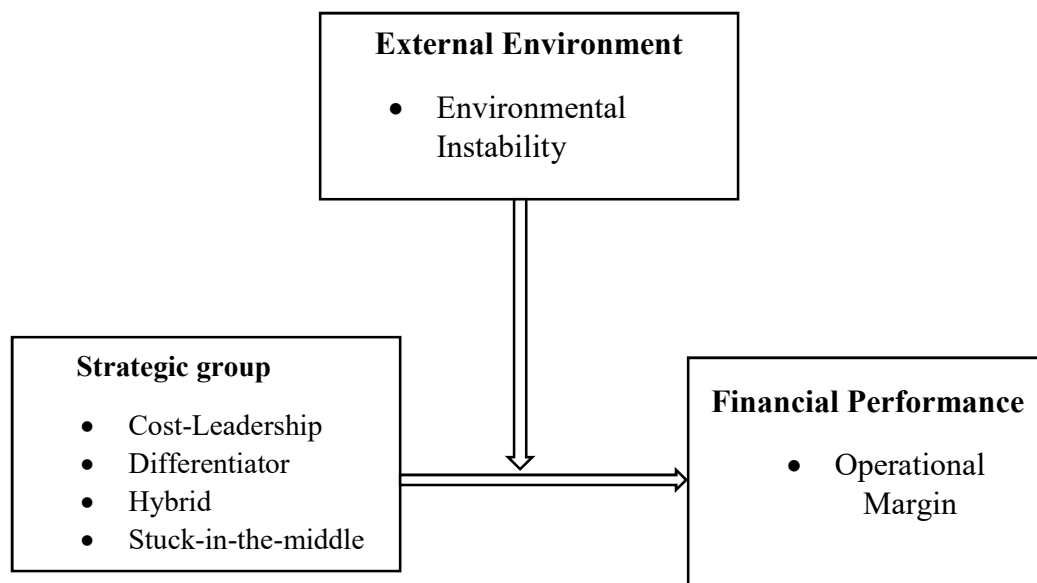 External Environment
• Environmental
Instability
Strategic group
• Cost-Leadership
• Differentiator
• Hybrid
• Stuck-in-the-middle
Financial Performance
• Operational
Margin